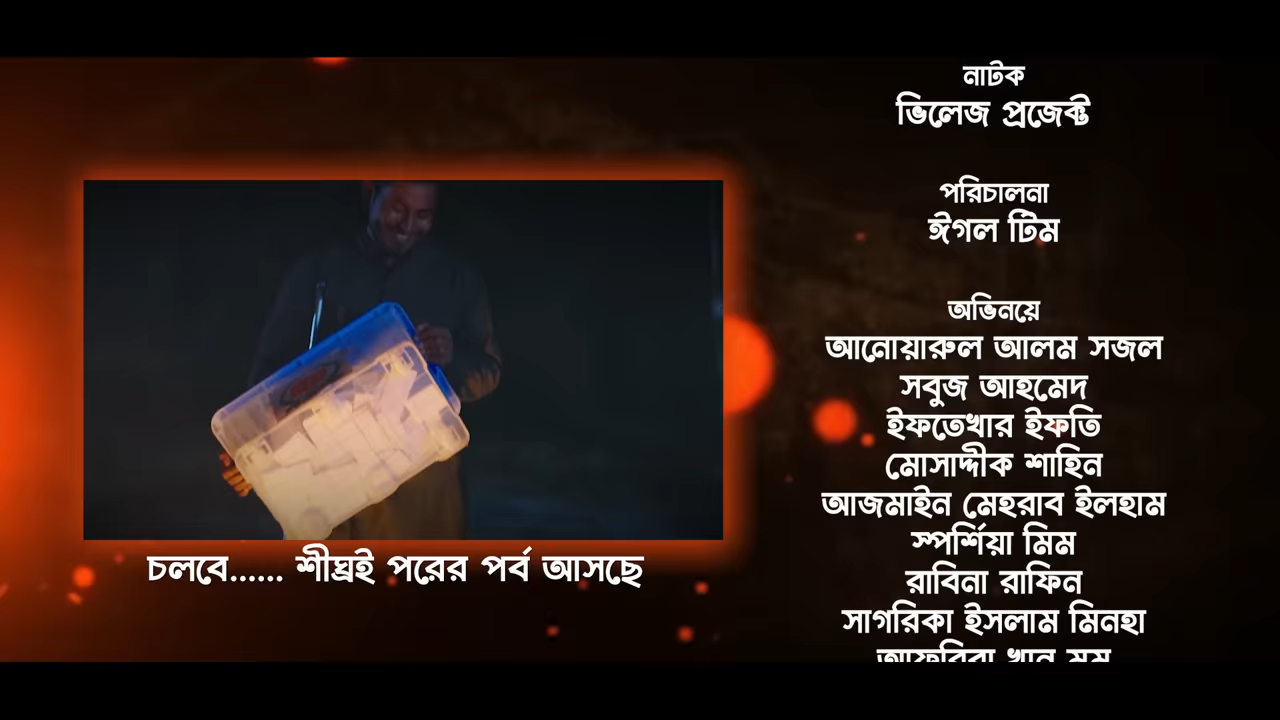 নাটক
ভিলেজ প্রজেক্ট
পরিচালনা
ঈগল টিম
অভিনয়ে
আনোয়ারুল আলম সজল
সবুজ আহমেদ
ইফতেখার ইফতি
মোসাদ্দীক শাহিন
আজমাইন মেহরাব ইলহাম
স্পর্শিয়া মিম
রাবিনা রাফিন
সাগরিকা ইসলাম মিনহা
চলবে...... শীঘ্রই পরের পর্ব আসছে